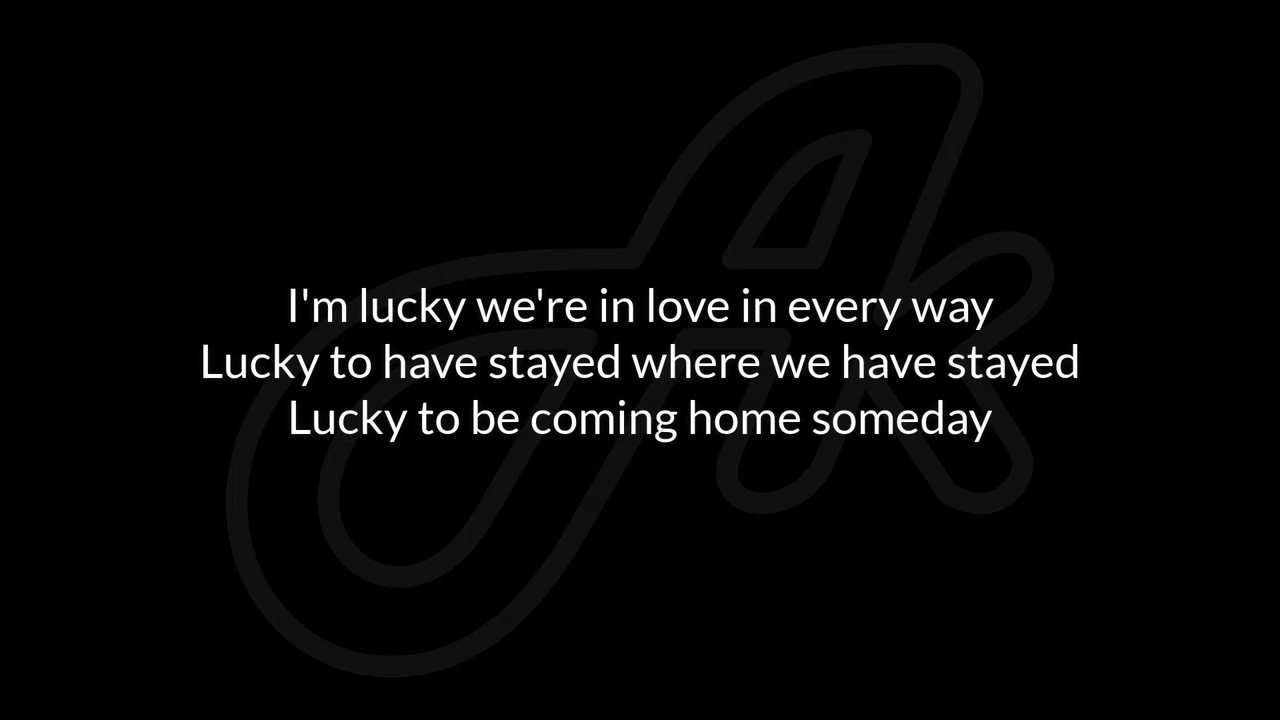 I'm lucky we're in love in every way
Lucky to have stayed where we have stayed
Lucky to be coming home someday